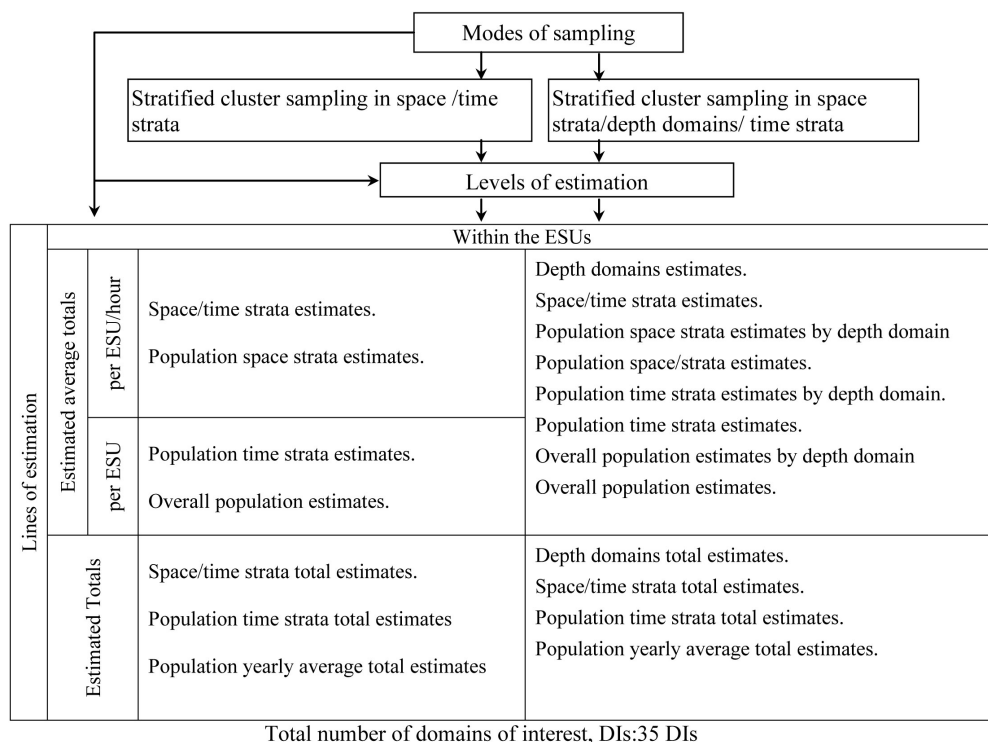 Modes of sampling
Stratified cluster sampling in space /time
strata
Stratified cluster sampling in space
strata/depth domains/ time strata
Levels of estimation
Within the ESUs
Lines of estimation
Estimated average totals
per ESU/hour
Space/time strata estimates.
Population space strata estimates.
per ESU
Population time strata estimates.
Overall population estimates.
Depth domains estimates.
Space/time strata estimates.
Population space strata estimates by depth domain
Population space/strata estimates.
Population time strata estimates by depth domain.
Population time strata estimates.
Overall population estimates by depth domain
Overall population estimates.
Estimated Totals
Space/time strata total estimates.
Population time strata total estimates
Population yearly average total estimates
Depth domains total estimates.
Space/time strata total estimates.
Population time strata total estimates.
Population yearly average total estimates.
Total number of domains of interest, DIs:35 DIs